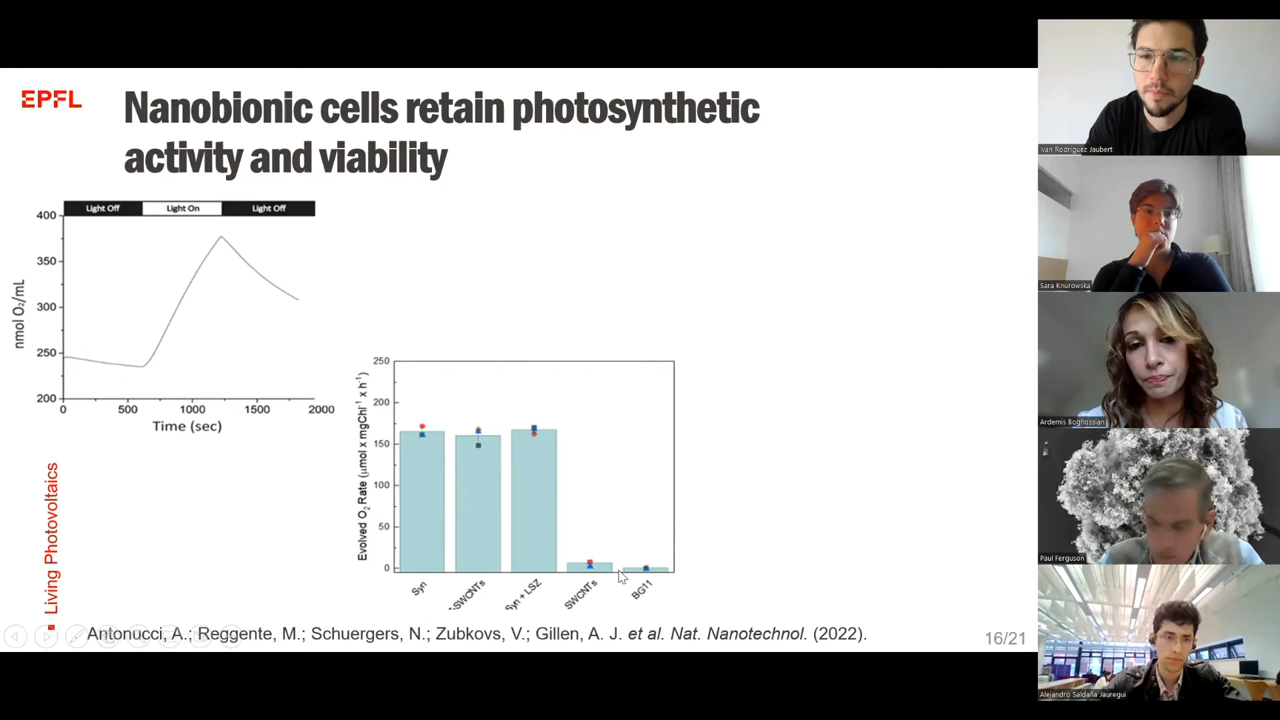 EPFL
Nanobionic cells retain photosynthetic
activity and viability
Light Off
Light On
Light Off
400
350
300
250
200
nmol O₂/mL
0
500
1000
1500
2000
Time (sec)
250
200
150
100
50
0
Evolved O₂ Rate (μmol x mgChl⁻¹ x h⁻¹)
Syn
-SWCNTs
Syn + LSZ
SWCNTs
BG11
Living Photovoltaics
Antonucci, A.; Reggente, M.; Schuergers, N.; Zubkovs, V.; Gillen, A. J. et al. Nat. Nanotechnol. (2022).
16/21
Ivan Rodriguez Jaubert
Sara Knurowska
Ardemis Boghossian
Paul Ferguson
Alejandro Saldaña Jauregui